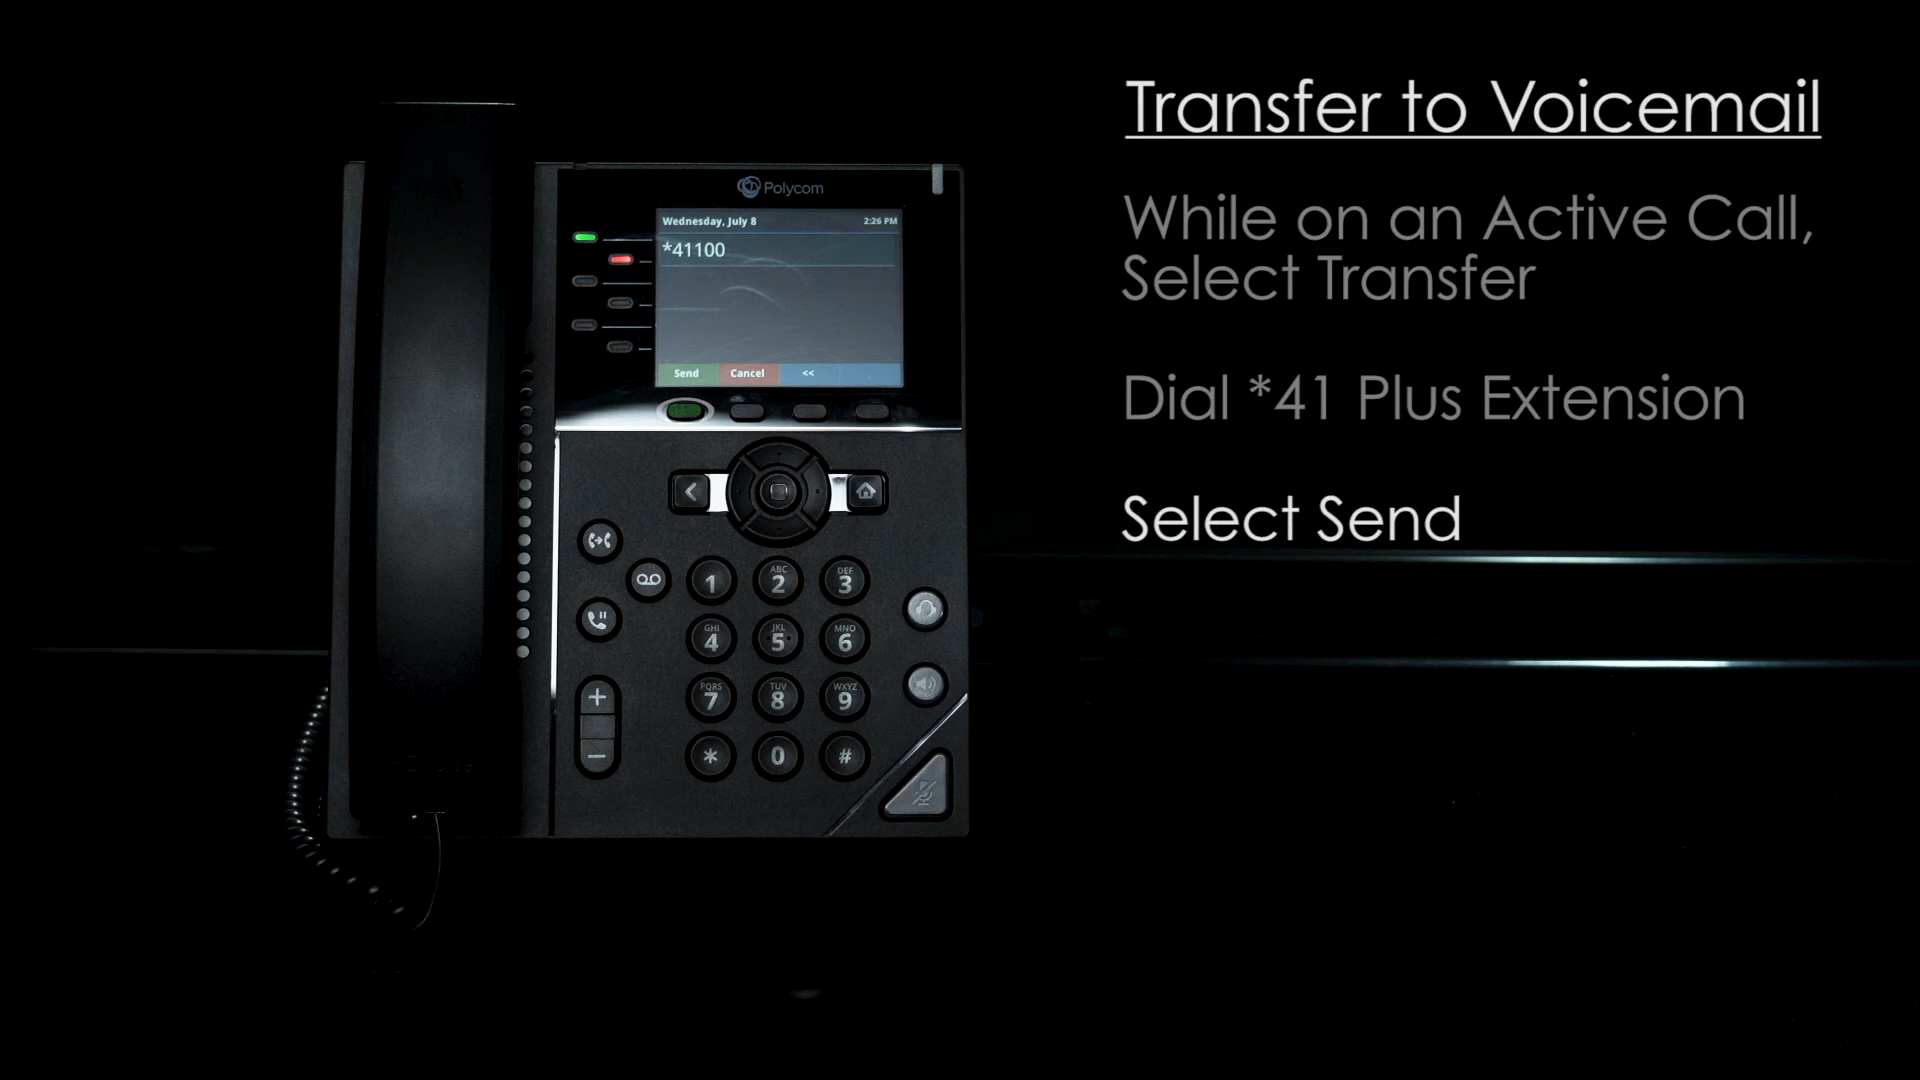 Transfer to Voicemail
While on an Active Call,
Select Transfer
Dial *41 Plus Extension
Select Send
Polycom
Wednesday, July 8 2:26 PM
*41100
Send Cancel <<
1 ABC 2 DEF 3
GHI 4 JKL 5 MNO 6
PQRS 7 TUV 8 WXYZ 9
* 0 #
+
−